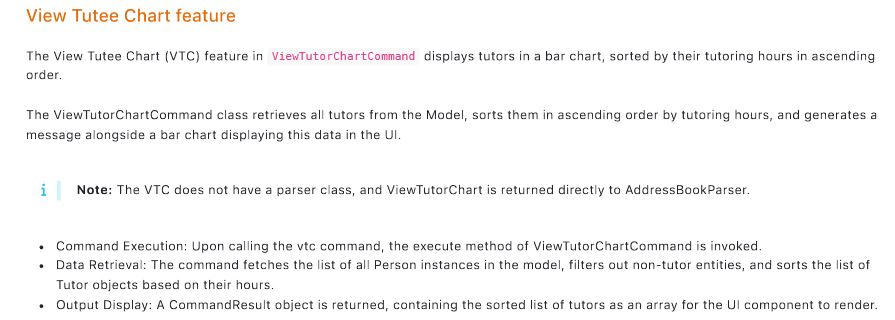 View Tutee Chart feature
The View Tutee Chart (VTC) feature in ViewTutorChartCommand displays tutors in a bar chart, sorted by their tutoring hours in ascending
order.
The ViewTutorChartCommand class retrieves all tutors from the Model, sorts them in ascending order by tutoring hours, and generates a
message alongside a bar chart displaying this data in the UI.
i Note: The VTC does not have a parser class, and ViewTutorChart is returned directly to AddressBookParser.
• Command Execution: Upon calling the vtc command, the execute method of ViewTutorChartCommand is invoked.
• Data Retrieval: The command fetches the list of all Person instances in the model, filters out non-tutor entities, and sorts the list of
Tutor objects based on their hours.
• Output Display: A CommandResult object is returned, containing the sorted list of tutors as an array for the UI component to render.